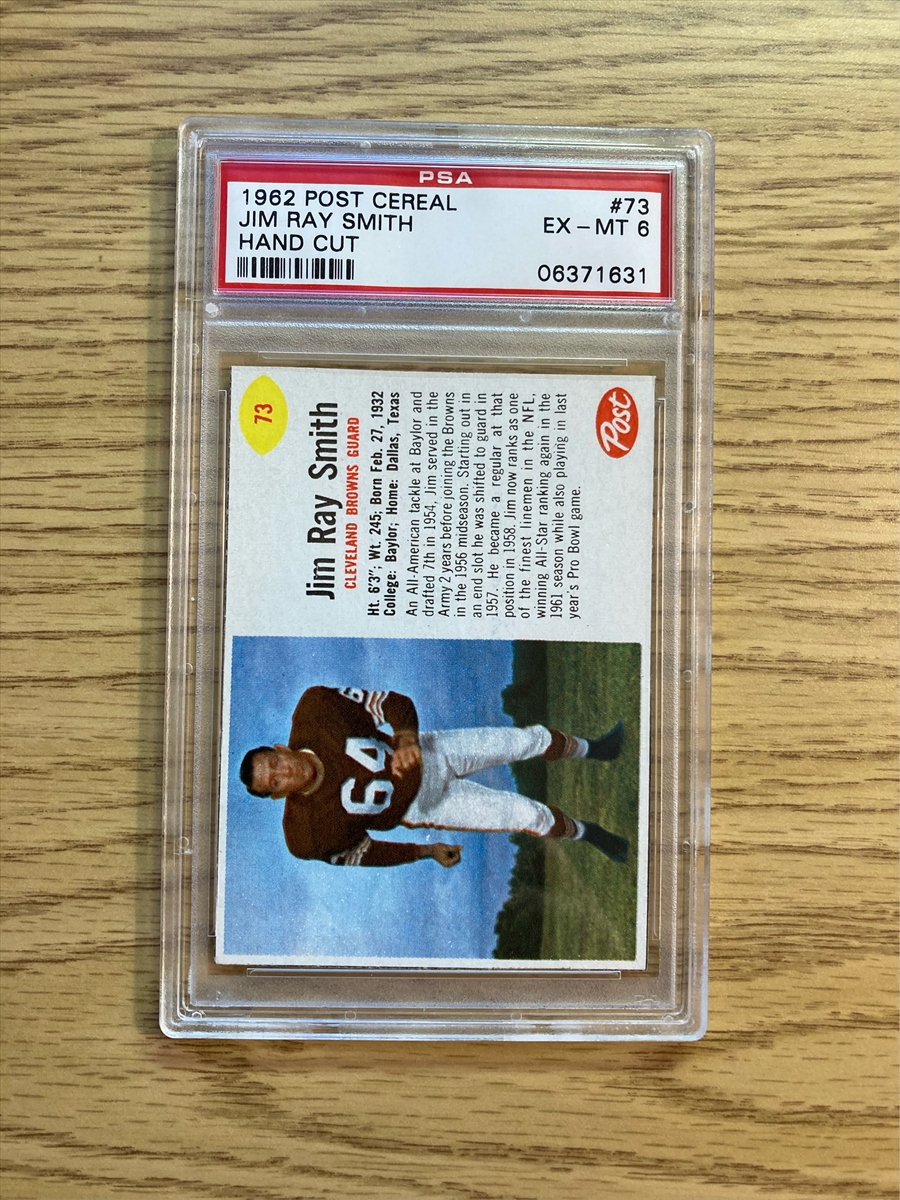 PSA
1962 POST CEREAL #73
JIM RAY SMITH EX-MT 6
HAND CUT
06371631
73
Jim Ray Smith
CLEVELAND BROWNS GUARD
Ht. 6'3"; Wt. 245; Born Feb. 27, 1932
College: Baylor; Home: Dallas, Texas
An All-American tackle at Baylor and
drafted 7th in 1954, Jim served in the
Army 2 years before joining the Browns
in the 1956 midseason. Starting out in
an end slot he was shifted to guard in
1957. He became a regular at that
position in 1958. Jim now ranks as one
of the finest linemen in the NFL,
winning All-Star ranking again in the
1961 season while also playing in last
year's Pro Bowl game.
Post
64
6